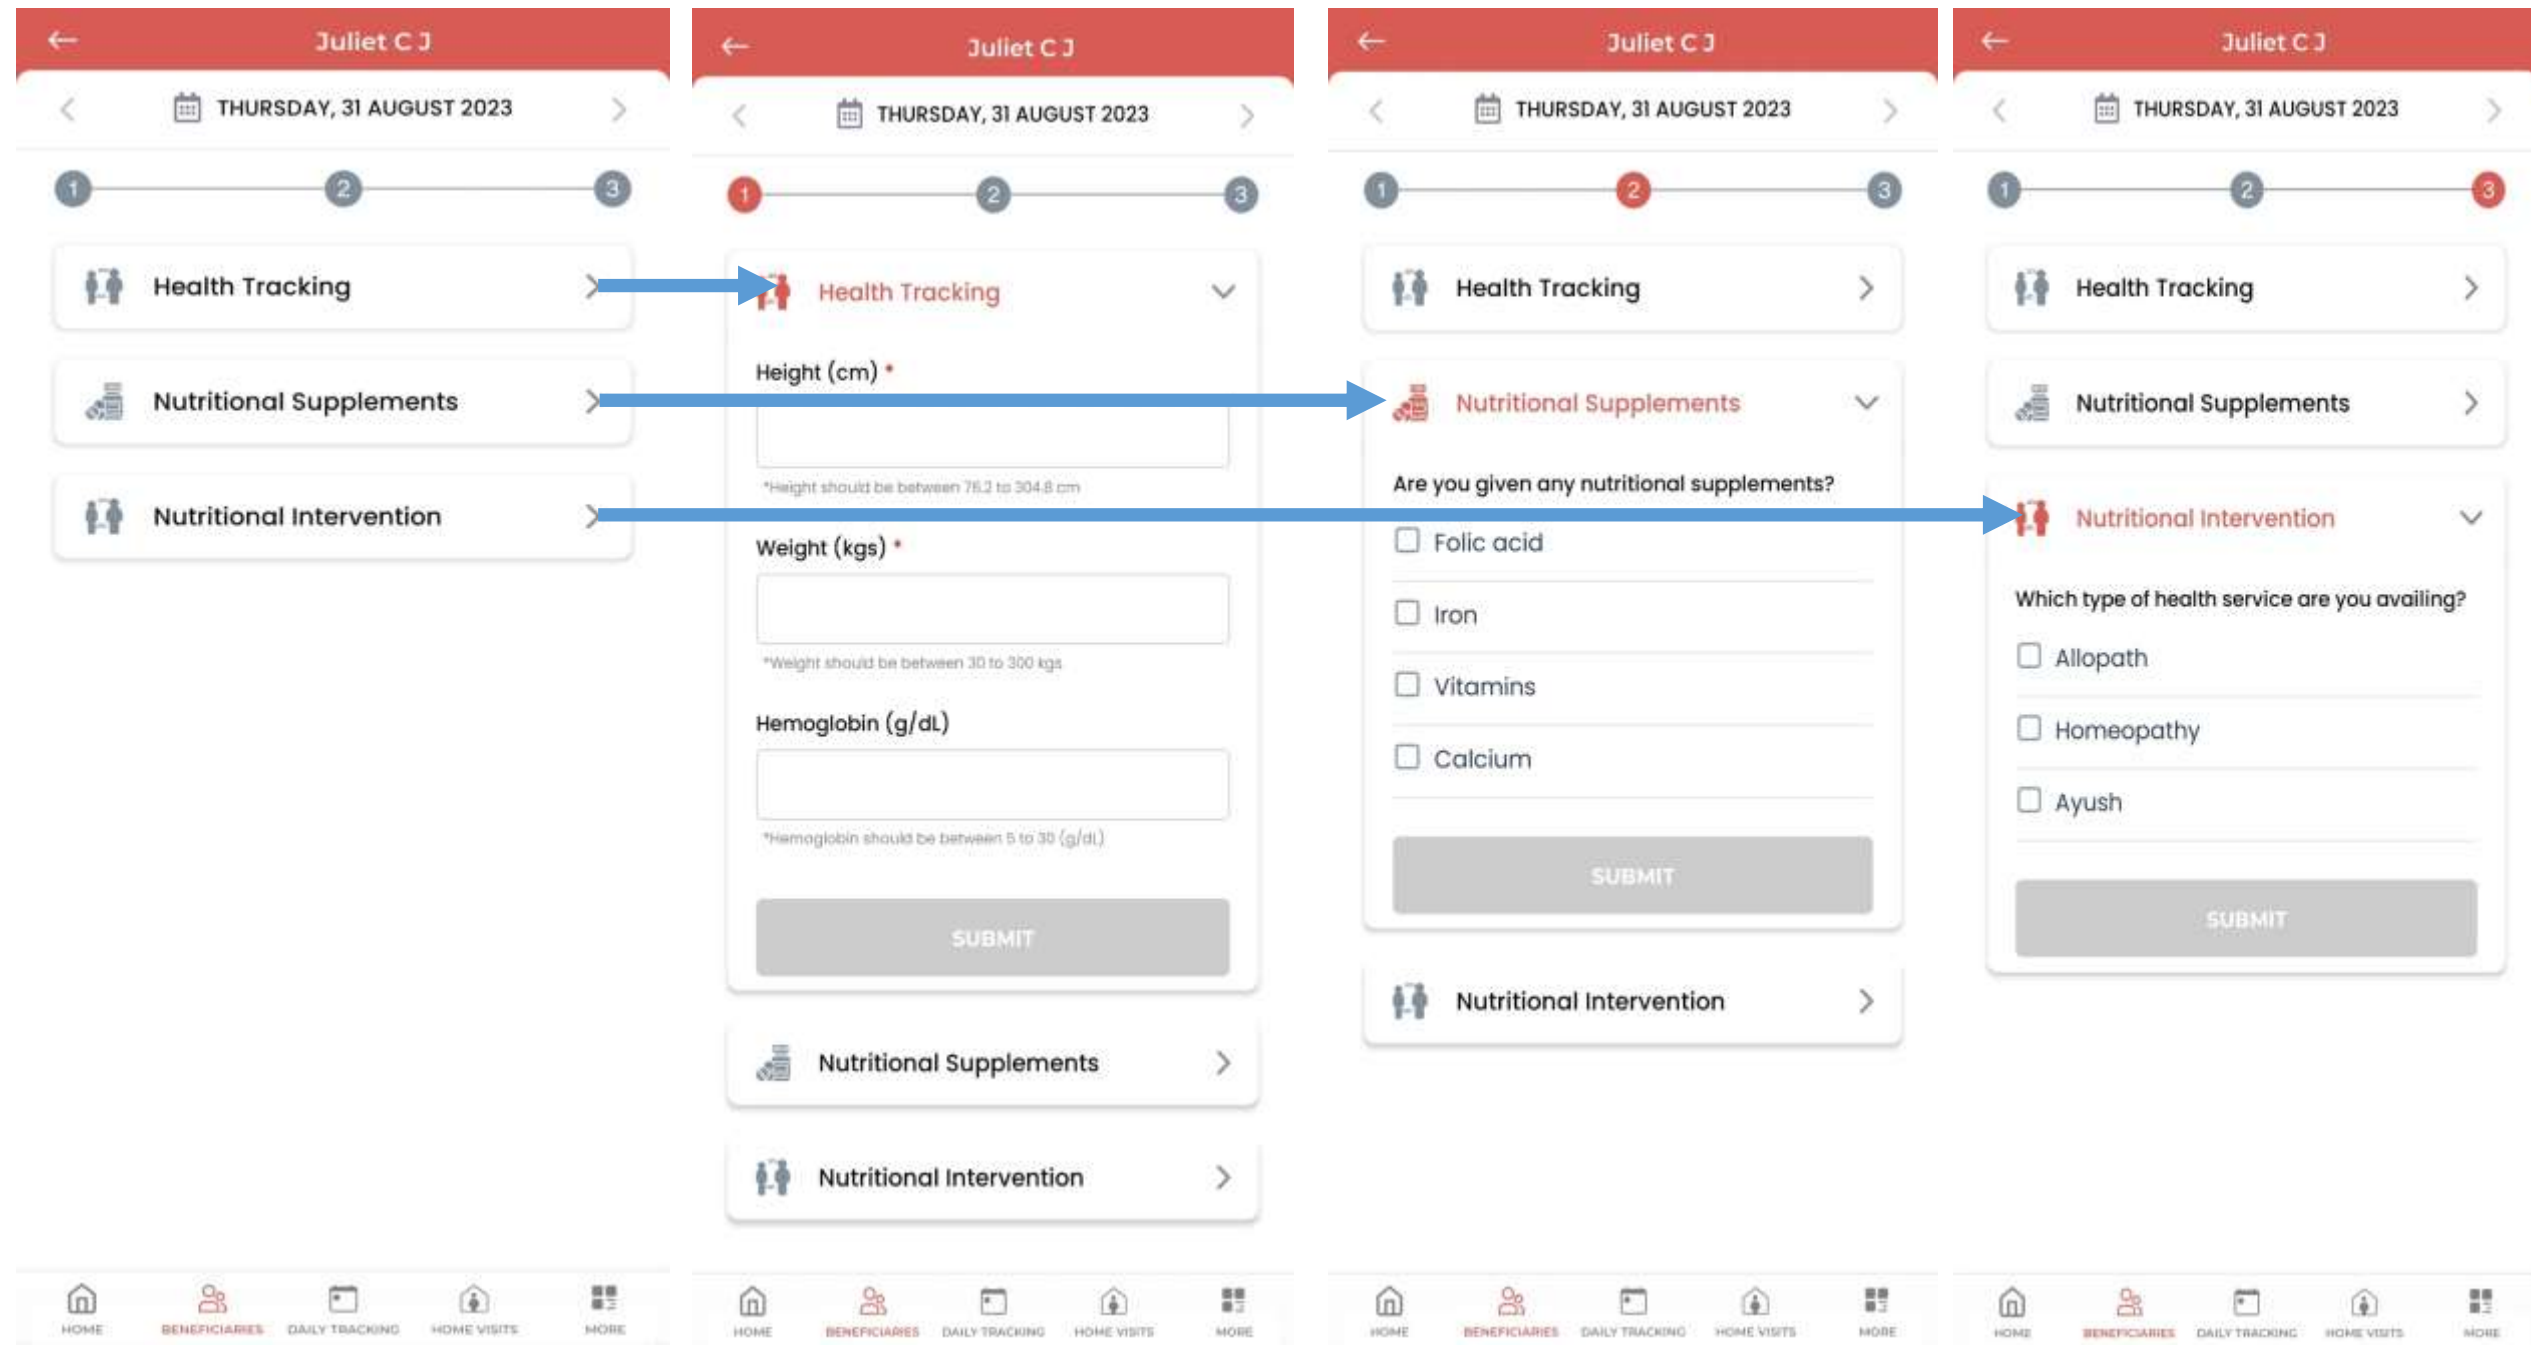 Juliet C J
THURSDAY, 31 AUGUST 2023
1 2 3
Health Tracking
Nutritional Supplements
Nutritional Intervention
HOME BENEFICIARIES DAILY TRACKING HOME VISITS MORE
Juliet C J
THURSDAY, 31 AUGUST 2023
1 2 3
Health Tracking
Height (cm) *
*Height should be between 76.2 to 304.8 cm
Weight (kgs) *
*Weight should be between 30 to 300 kgs
Hemoglobin (g/dL)
*Hemoglobin should be between 5 to 30 (g/dL)
SUBMIT
Nutritional Supplements
Nutritional Intervention
HOME BENEFICIARIES DAILY TRACKING HOME VISITS MORE
Juliet C J
THURSDAY, 31 AUGUST 2023
1 2 3
Health Tracking
Nutritional Supplements
Are you given any nutritional supplements?
Folic acid
Iron
Vitamins
Calcium
SUBMIT
Nutritional Intervention
HOME BENEFICIARIES DAILY TRACKING HOME VISITS MORE
Juliet C J
THURSDAY, 31 AUGUST 2023
1 2 3
Health Tracking
Nutritional Supplements
Nutritional Intervention
Which type of health service are you availing?
Allopath
Homeopathy
Ayush
SUBMIT
HOME BENEFICIARIES DAILY TRACKING HOME VISITS MORE